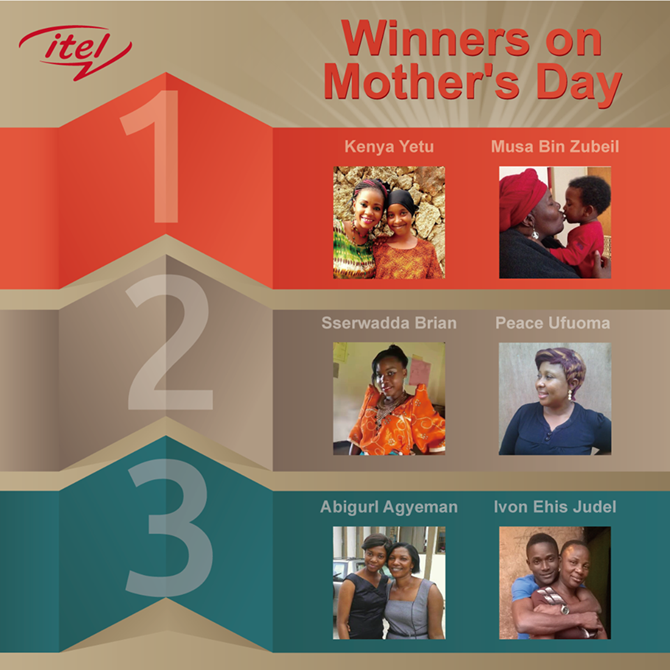 itel
Winners on
Mother's Day
1
Kenya Yetu
Musa Bin Zubeil
2
Sserwadda Brian
Peace Ufuoma
3
Abigurl Agyeman
Ivon Ehis Judel